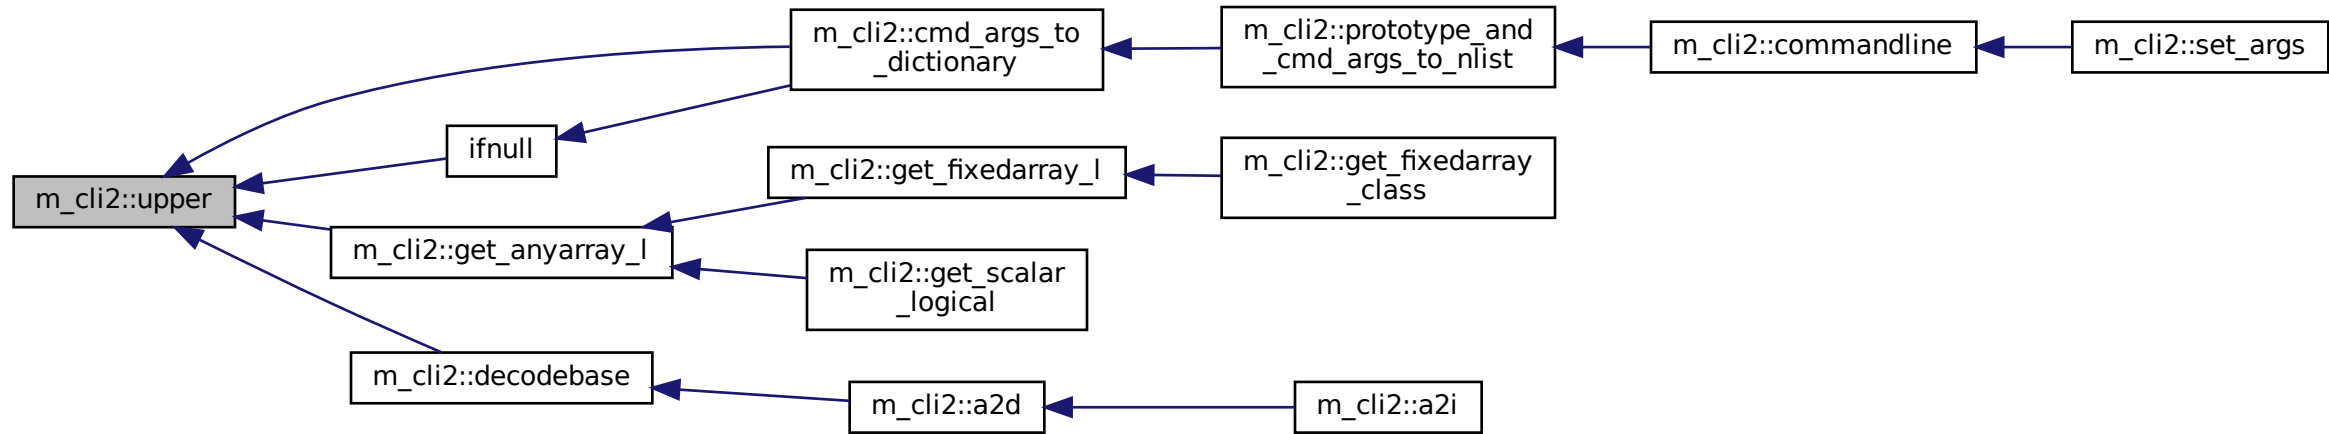 m_cli2::upper
m_cli2::cmd_args_to
_dictionary
ifnull
m_cli2::get_anyarray_l
m_cli2::decodebase
m_cli2::prototype_and
_cmd_args_to_nlist
m_cli2::commandline
m_cli2::set_args
m_cli2::get_fixedarray_l
m_cli2::get_fixedarray
_class
m_cli2::get_scalar
_logical
m_cli2::a2d
m_cli2::a2i